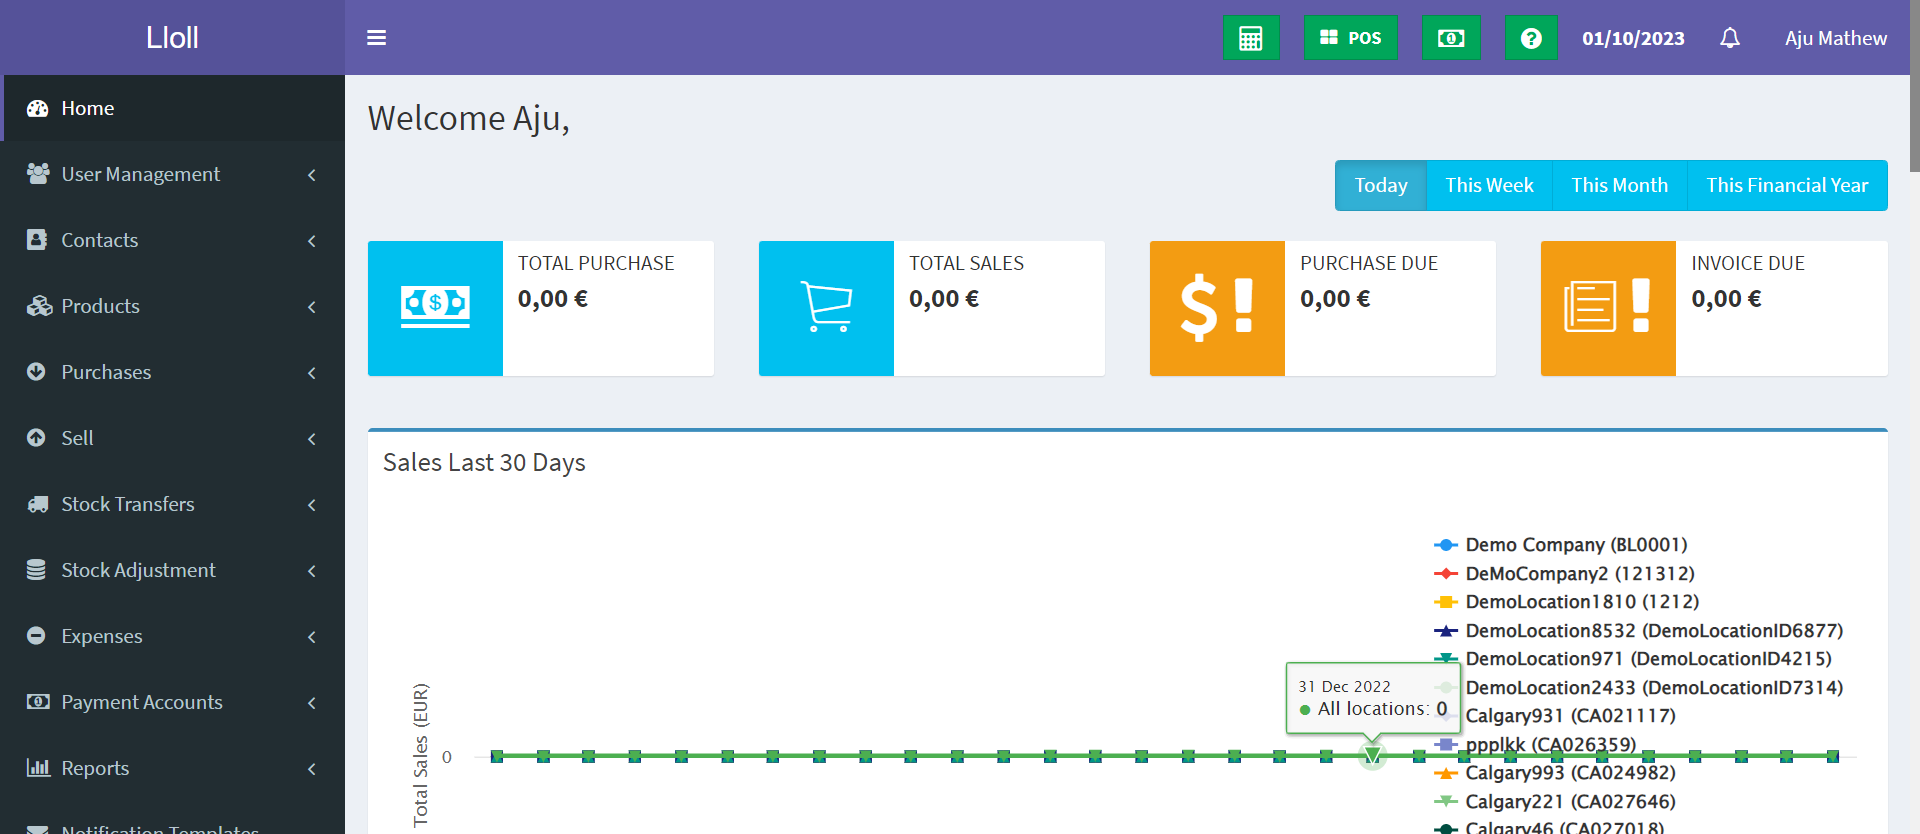 Lloll
POS
01/10/2023
Aju Mathew
Home
User Management
Contacts
Products
Purchases
Sell
Stock Transfers
Stock Adjustment
Expenses
Payment Accounts
Reports
Notification Templates
Welcome Aju,
Today
This Week
This Month
This Financial Year
TOTAL PURCHASE
0,00 €
TOTAL SALES
0,00 €
PURCHASE DUE
0,00 €
INVOICE DUE
0,00 €
Sales Last 30 Days
Total Sales (EUR)
0
31 Dec 2022
All locations: 0
Demo Company (BL0001)
DeMoCompany2 (121312)
DemoLocation1810 (1212)
DemoLocation8532 (DemoLocationID6877)
DemoLocation971 (DemoLocationID4215)
DemoLocation2433 (DemoLocationID7314)
Calgary931 (CA021117)
ppplkk (CA026359)
Calgary993 (CA024982)
Calgary221 (CA027646)
Calgary46 (CA027018)